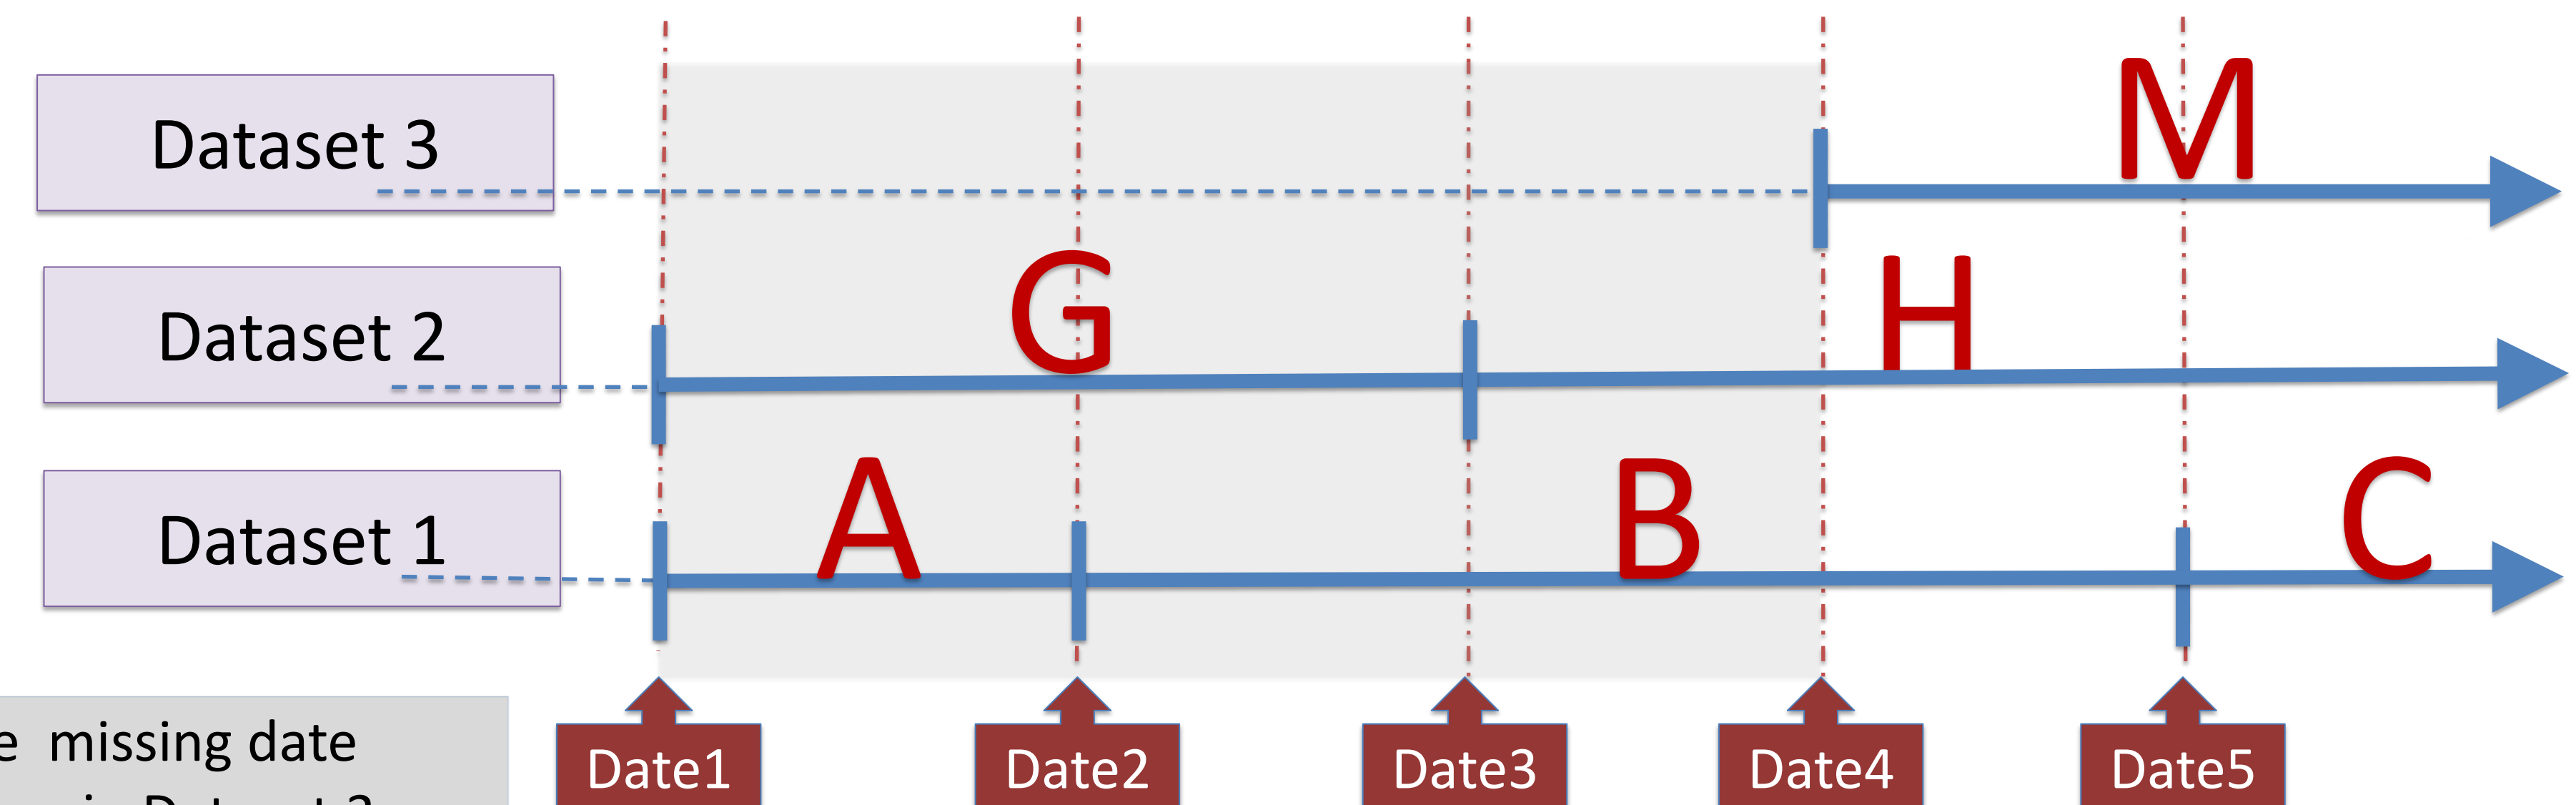 Dataset 3
M
Dataset 2
G
H
Dataset 1
A
B
C
missing date
Date1
Date2
Date3
Date4
Date5